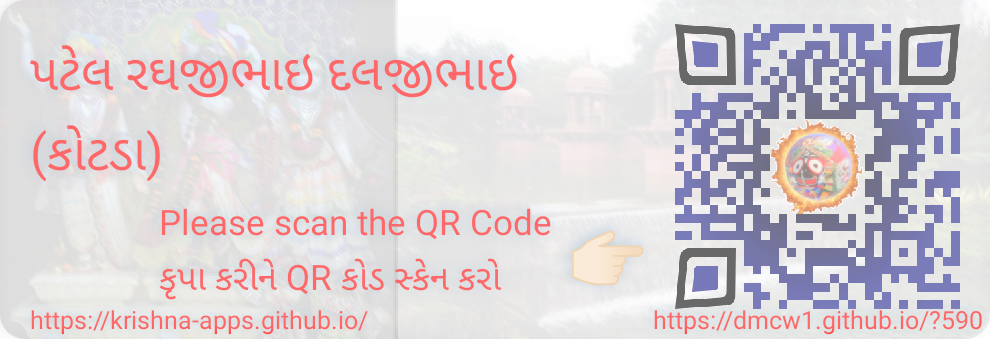 પટેલ રઘજીભાઇ દલજીભાઇ
(કોટડા)
Please scan the QR Code
કૃપા કરીને QR કોડ સ્કેન કરો
https://krishna-apps.github.io/
https://dmcw1.github.io/?590